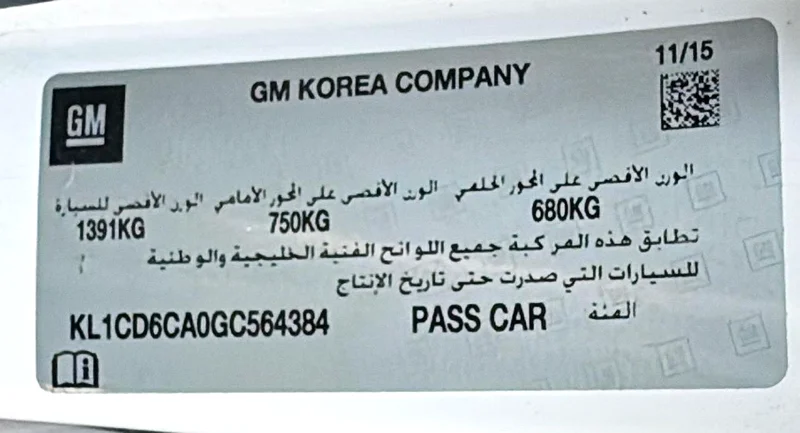 11/15
GM KOREA COMPANY
GM
الوزن الأقصى على المحور الخلفي الوزن الأقصى على المحور الأمامي الوزن الأقصى للسيارة
680KG 750KG 1391KG
تطابق هذه المركبة جميع اللوائح الفنية الخليجية والوطنية
للسيارات التي صدرت حتى تاريخ الإنتاج
KL1CD6CA0GC564384 PASS CAR الفئة